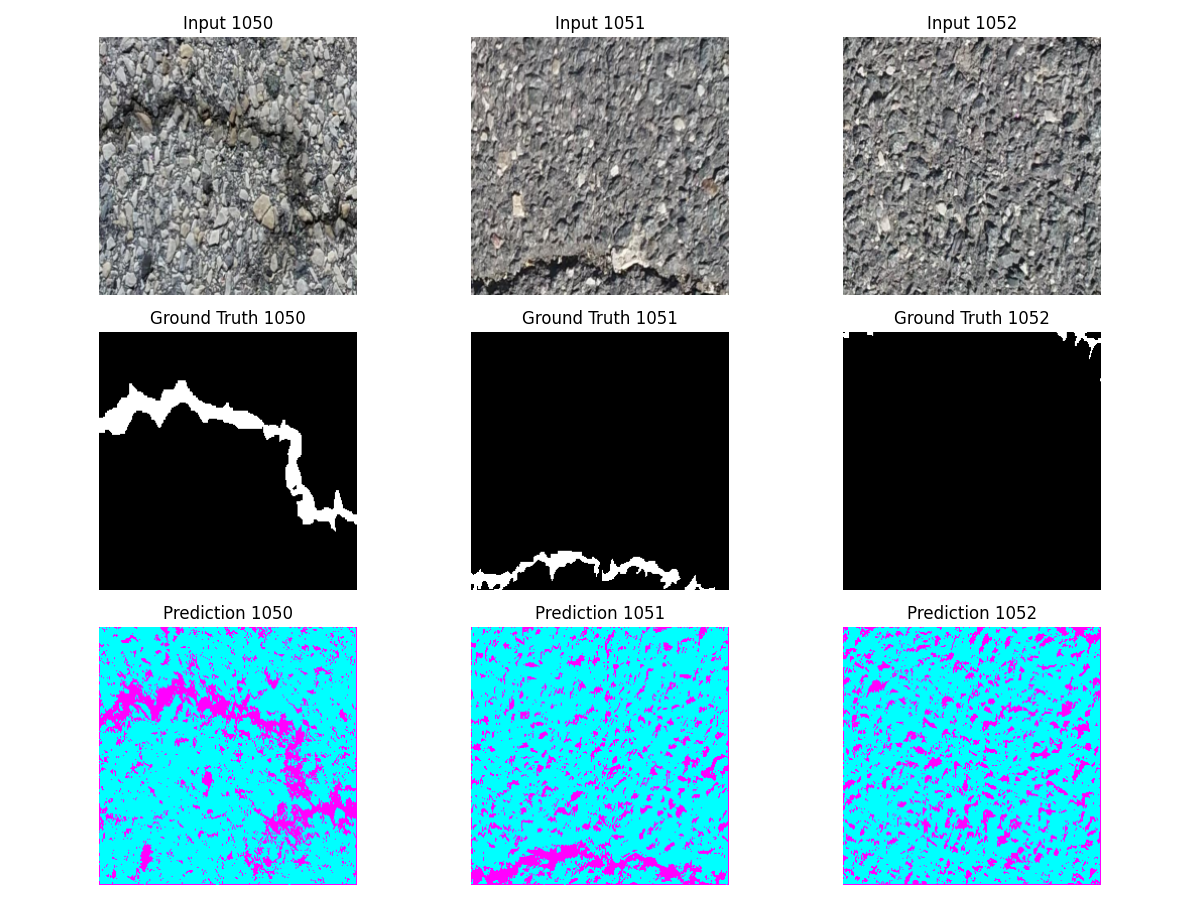 Input 1050
Input 1051
Input 1052
Ground Truth 1050
Ground Truth 1051
Ground Truth 1052
Prediction 1050
Prediction 1051
Prediction 1052